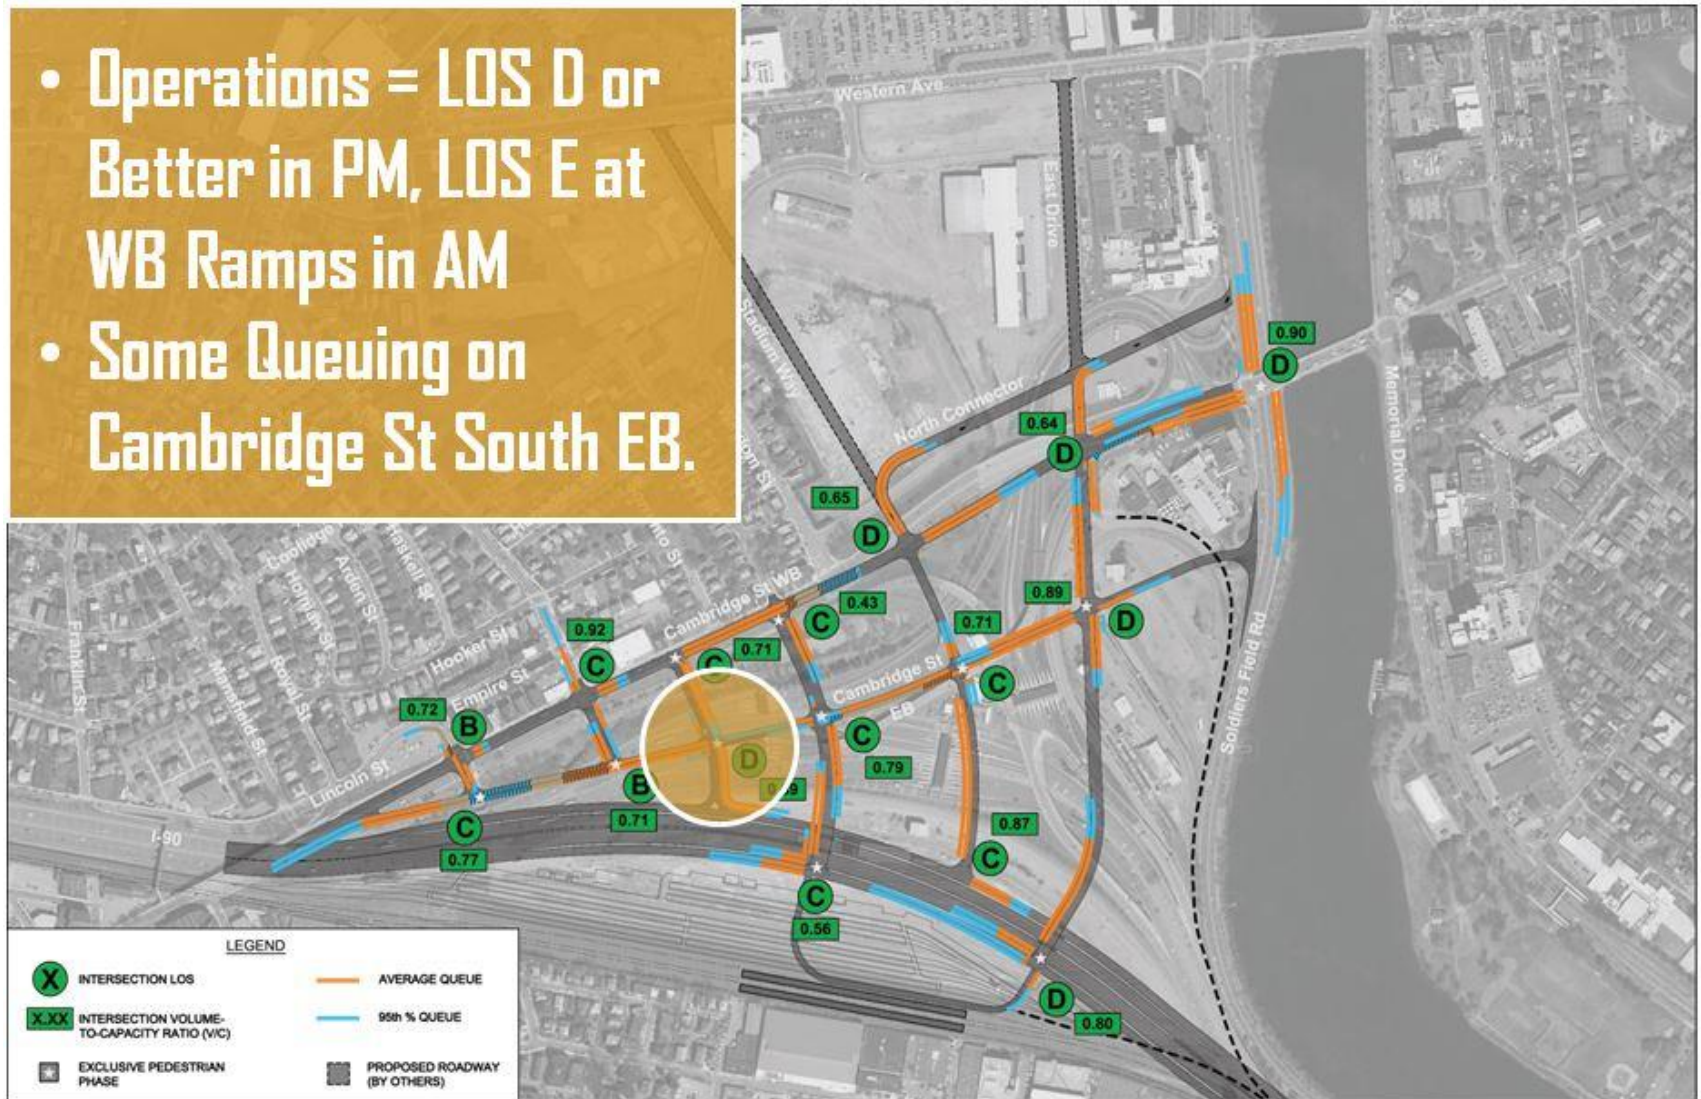 • Operations = LOS D or
Better in PM, LOS E at
WB Ramps in AM
• Some Queuing on
Cambridge St South EB.
Western Ave
East Drive
Stadium Way
North Connector
Memorial Drive
Soldiers Field Rd
0.90
D
0.64
D
0.65
D
Coolidge
Holman St
Arden St
Haskell St
Cambridge St WB
0.43
C
0.89
D
0.71
C
0.71
C
0.92
C
Franklin St
Mansfield St
Royal St
Hooker St
Empire St
Lincoln St
I-90
0.72
B
Cambridge St
EB
C
0.79
D
B
0.71
C
0.77
0.87
C
C
0.56
D
0.80
LEGEND
X INTERSECTION LOS
AVERAGE QUEUE
X.XX INTERSECTION VOLUME-
TO-CAPACITY RATIO (V/C)
95th % QUEUE
EXCLUSIVE PEDESTRIAN
PHASE
PROPOSED ROADWAY
(BY OTHERS)